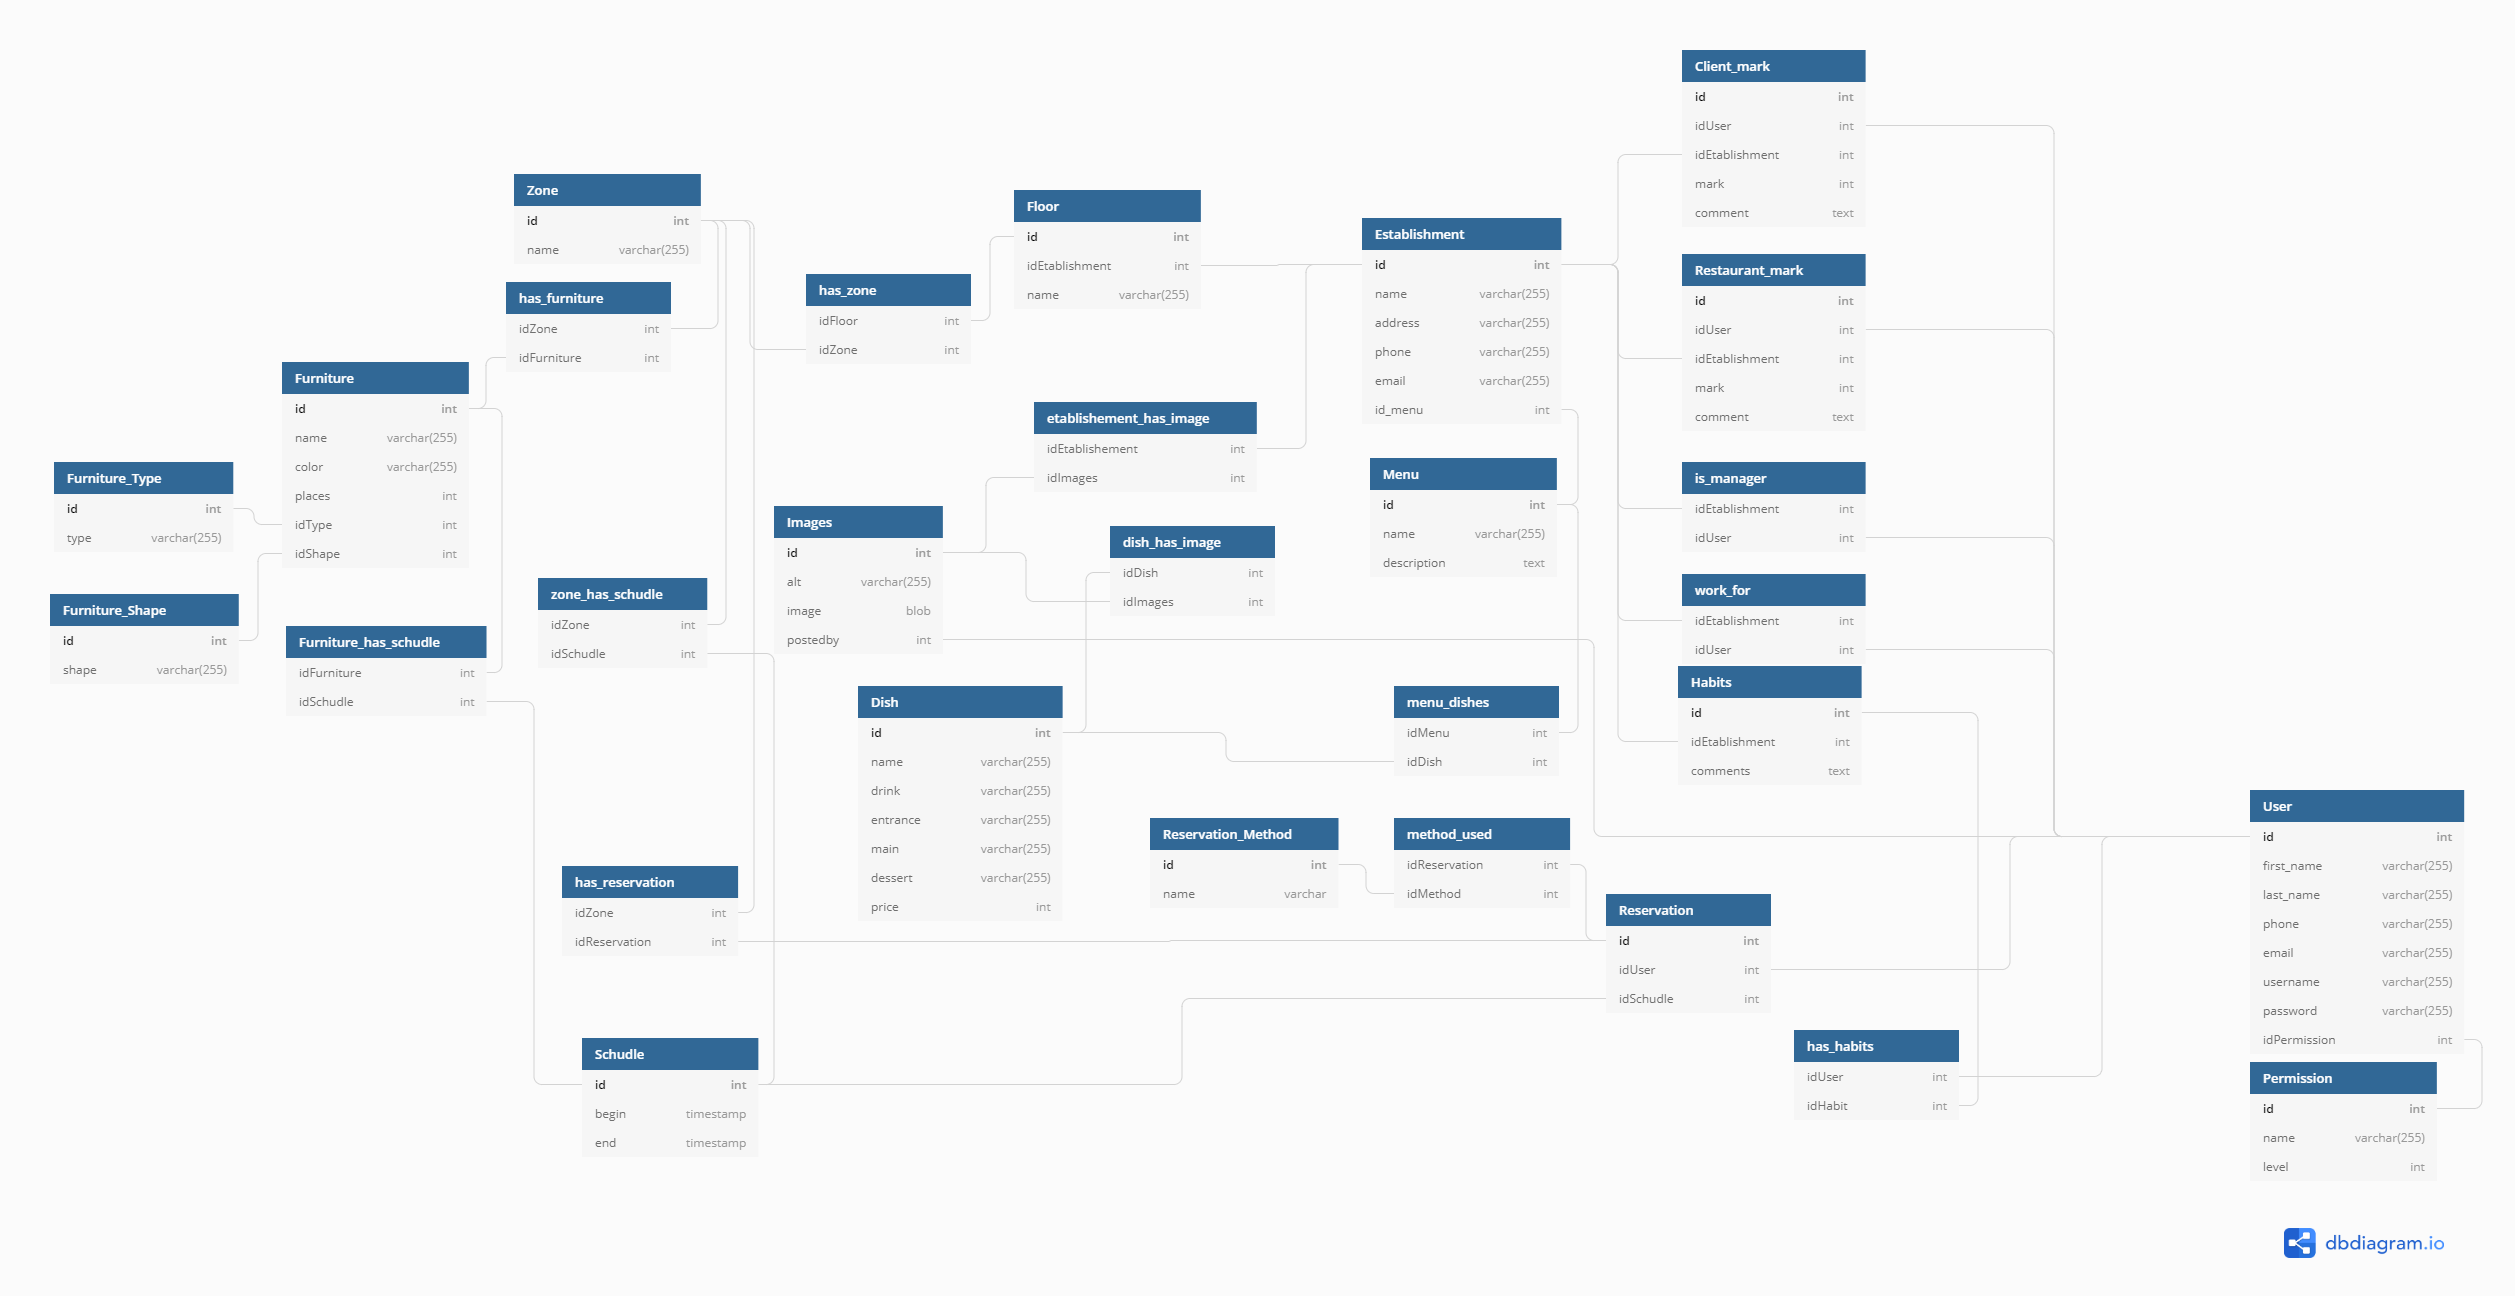 Client_mark
id int
idUser int
idEtablishment int
mark int
comment text
Zone
id int
name varchar(255)
Floor
id int
idEtablishment int
name varchar(255)
Establishment
id int
name varchar(255)
address varchar(255)
phone varchar(255)
email varchar(255)
id_menu int
Restaurant_mark
id int
idUser int
idEtablishment int
mark int
comment text
has_furniture
idZone int
idFurniture int
has_zone
idFloor int
idZone int
Furniture
id int
name varchar(255)
color varchar(255)
places int
idType int
idShape int
etablishement_has_image
idEtablishement int
idImages int
Furniture_Type
id int
type varchar(255)
Menu
id int
name varchar(255)
description text
is_manager
idEtablishment int
idUser int
Images
id int
alt varchar(255)
image blob
postedby int
dish_has_image
idDish int
idImages int
zone_has_schudle
idZone int
idSchudle int
work_for
idEtablishment int
idUser int
Furniture_Shape
id int
shape varchar(255)
Furniture_has_schudle
idFurniture int
idSchudle int
Habits
id int
idEtablishment int
comments text
Dish
id int
name varchar(255)
drink varchar(255)
entrance varchar(255)
main varchar(255)
dessert varchar(255)
price int
menu_dishes
idMenu int
idDish int
User
id int
first_name varchar(255)
last_name varchar(255)
phone varchar(255)
email varchar(255)
username varchar(255)
password varchar(255)
idPermission int
Reservation_Method
id int
name varchar
method_used
idReservation int
idMethod int
has_reservation
idZone int
idReservation int
Reservation
id int
idUser int
idSchudle int
Schudle
id int
begin timestamp
end timestamp
has_habits
idUser int
idHabit int
Permission
id int
name varchar(255)
level int
dbdiagram.io